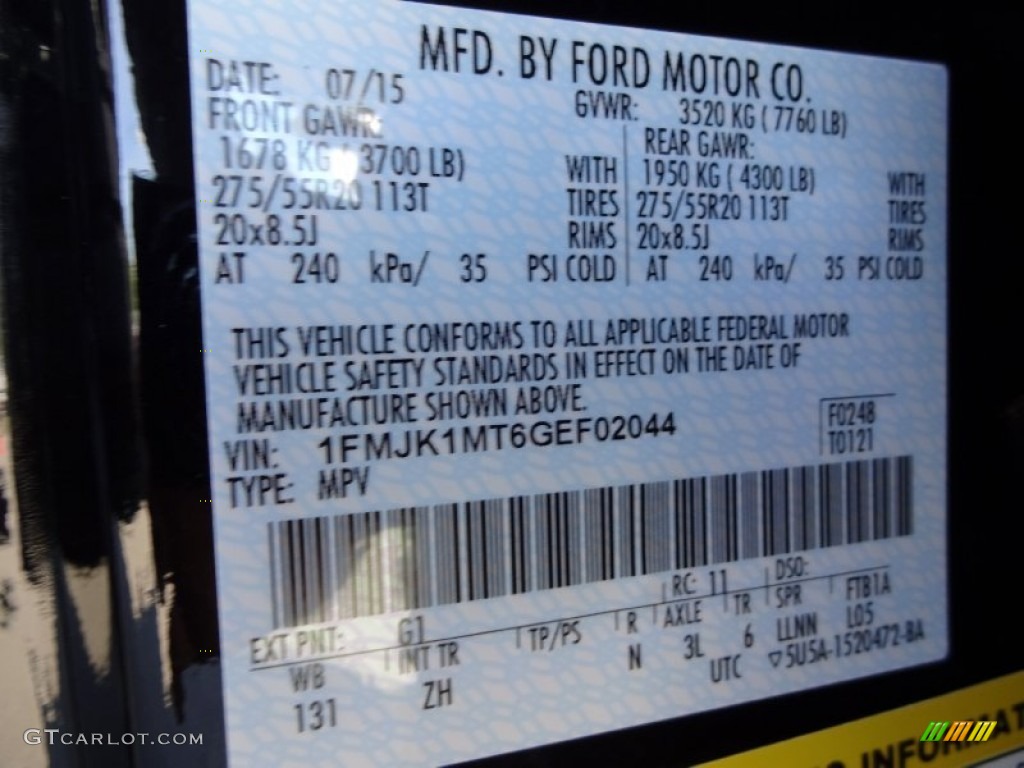 MFD. BY FORD MOTOR CO.
DATE: 07/15 GVWR: 3520 KG ( 7760 LB)
FRONT GAWR: REAR GAWR:
1678 KG ( 3700 LB) WITH 1950 KG ( 4300 LB) WITH
275/55R20 113T TIRES 275/55R20 113T TIRES
20x8.5J RIMS 20x8.5J RIMS
AT 240 kPa/ 35 PSI COLD AT 240 kPa/ 35 PSI COLD
THIS VEHICLE CONFORMS TO ALL APPLICABLE FEDERAL MOTOR
VEHICLE SAFETY STANDARDS IN EFFECT ON THE DATE OF
MANUFACTURE SHOWN ABOVE.
F0248
VIN: 1FMJK1MT6GEF02044 T0121
TYPE: MPV
EXT PNT: G1 RC: 11 DSO:
WB INT TR TP/PS R AXLE TR SPR FTB1A
131 ZH N 3L 6 LLNN L05
UTC 5U5A-1520472-BA
INFORMAT
GTCARLOT.COM